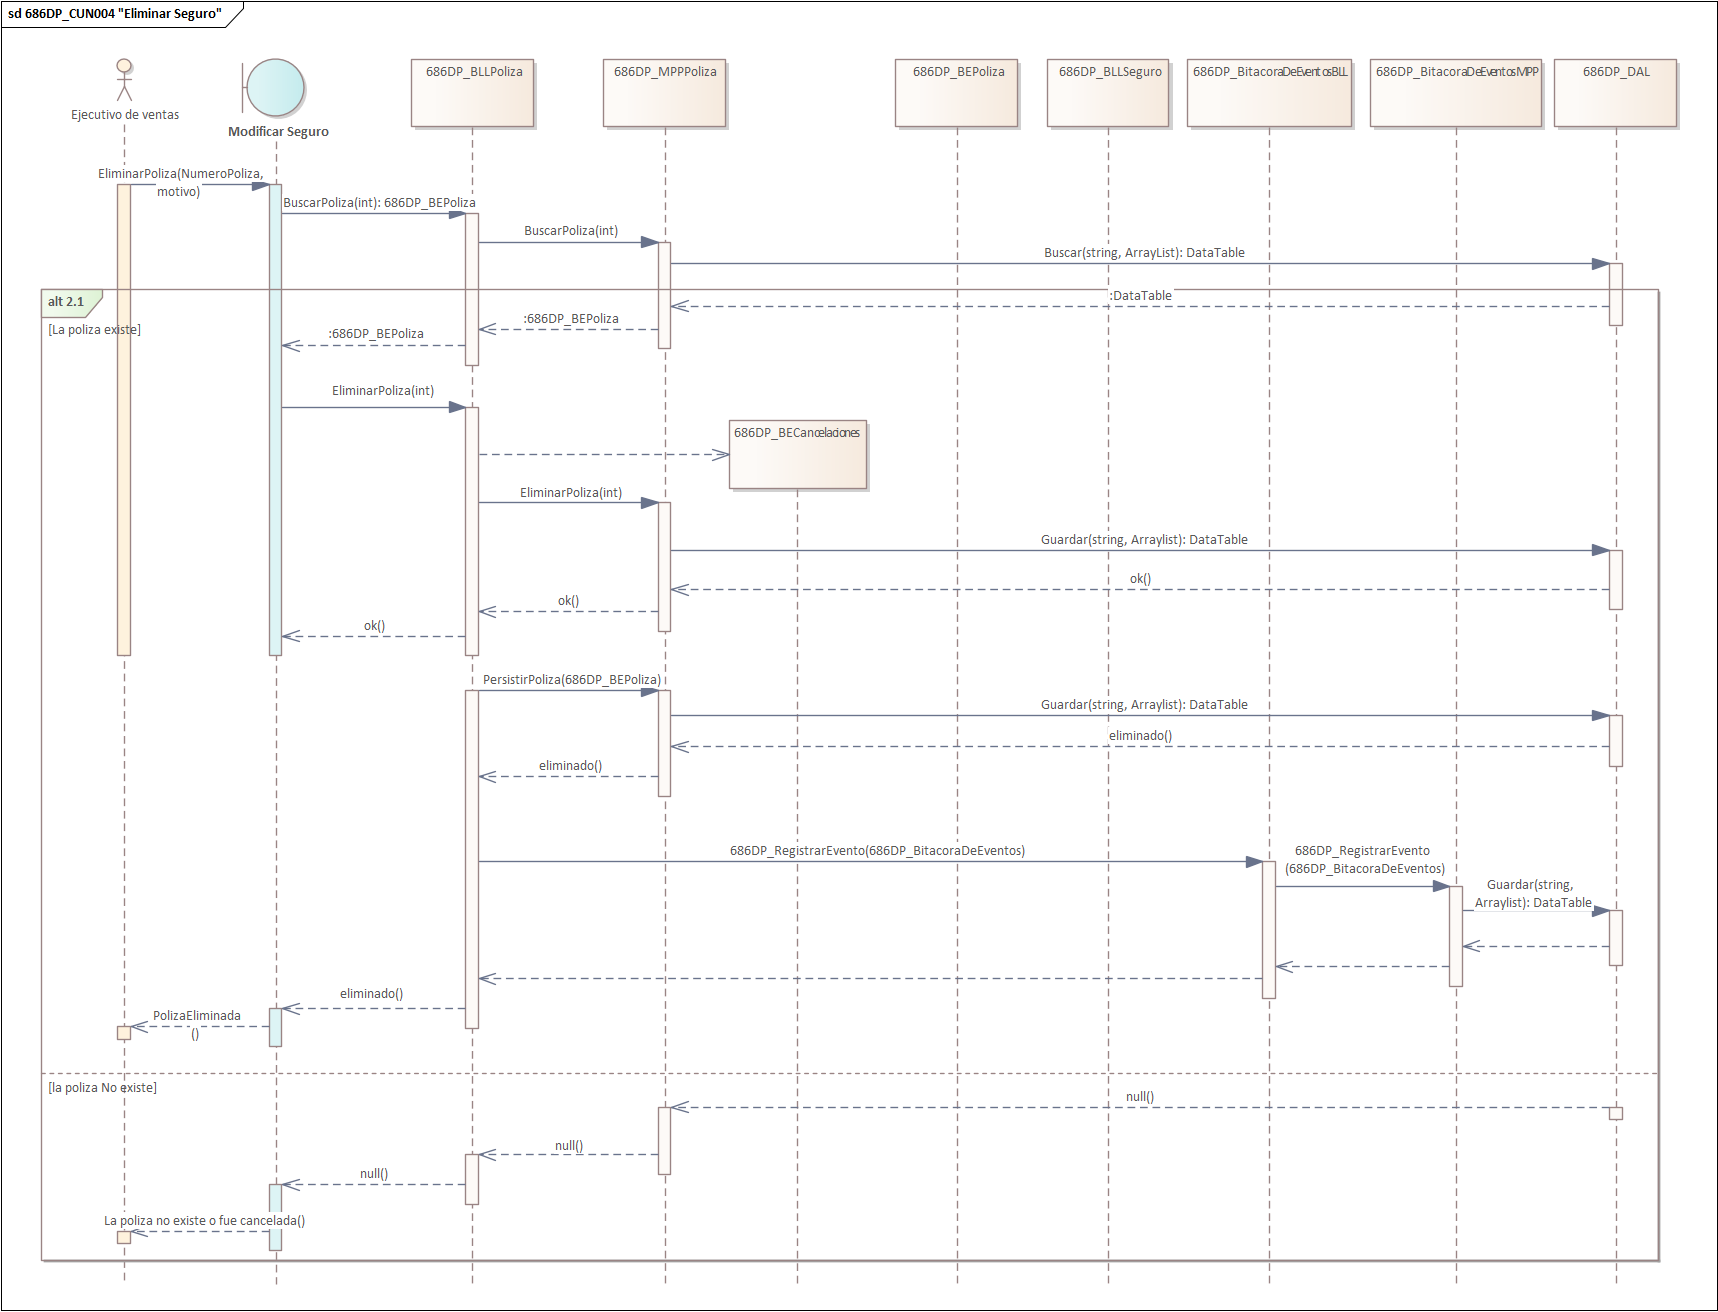 sd 686DP_CUN004 "Eliminar Seguro"
Ejecutivo de ventas
Modificar Seguro
686DP_BLLPoliza
686DP_MPPPoliza
686DP_BEPoliza
686DP_BLLSeguro
686DP_BitacoraDeEventosBLL
686DP_BitacoraDeEventosMPP
686DP_DAL
EliminarPoliza(NumeroPoliza,
motivo)
BuscarPoliza(int): 686DP_BEPoliza
BuscarPoliza(int)
Buscar(string, ArrayList): DataTable
alt 2.1
[La poliza existe]
:DataTable
:686DP_BEPoliza
:686DP_BEPoliza
EliminarPoliza(int)
686DP_BECancelaciones
EliminarPoliza(int)
Guardar(string, Arraylist): DataTable
ok()
ok()
ok()
PersistirPoliza(686DP_BEPoliza)
Guardar(string, Arraylist): DataTable
eliminado()
eliminado()
686DP_RegistrarEvento(686DP_BitacoraDeEventos)
686DP_RegistrarEvento
(686DP_BitacoraDeEventos)
Guardar(string,
Arraylist): DataTable
eliminado()
PolizaEliminada
()
[la poliza No existe]
null()
null()
null()
La poliza no existe o fue cancelada()